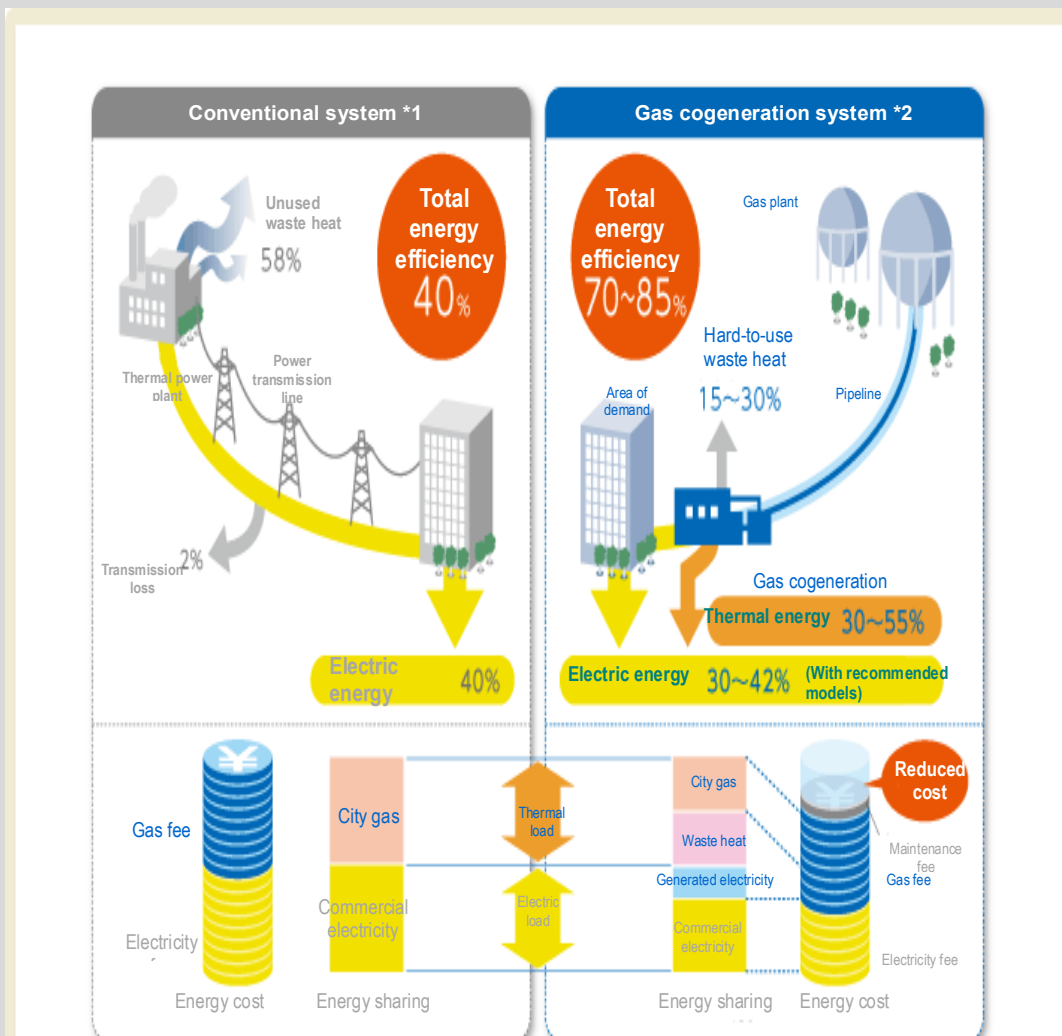 Conventional system *1
Unused
waste heat
58%
Total
energy
efficiency
40%
Thermal power
plant
Power
transmission
line
Transmission
loss
2%
Electric
energy
40%
Gas cogeneration system *2
Total
energy
efficiency
70~85%
Gas plant
Hard-to-use
waste heat
15~30%
Area of
demand
Pipeline
Gas cogeneration
Thermal energy 30~55%
Electric energy 30~42% (With recommended
models)
¥
Gas fee
Electricity
Energy cost
City gas
Commercial
electricity
Energy sharing
Thermal
load
Electric
load
City gas
Waste heat
Generated electricity
Commercial
electricity
Energy sharing
¥
Reduced
cost
Maintenance
fee
Gas fee
Electricity fee
Energy cost